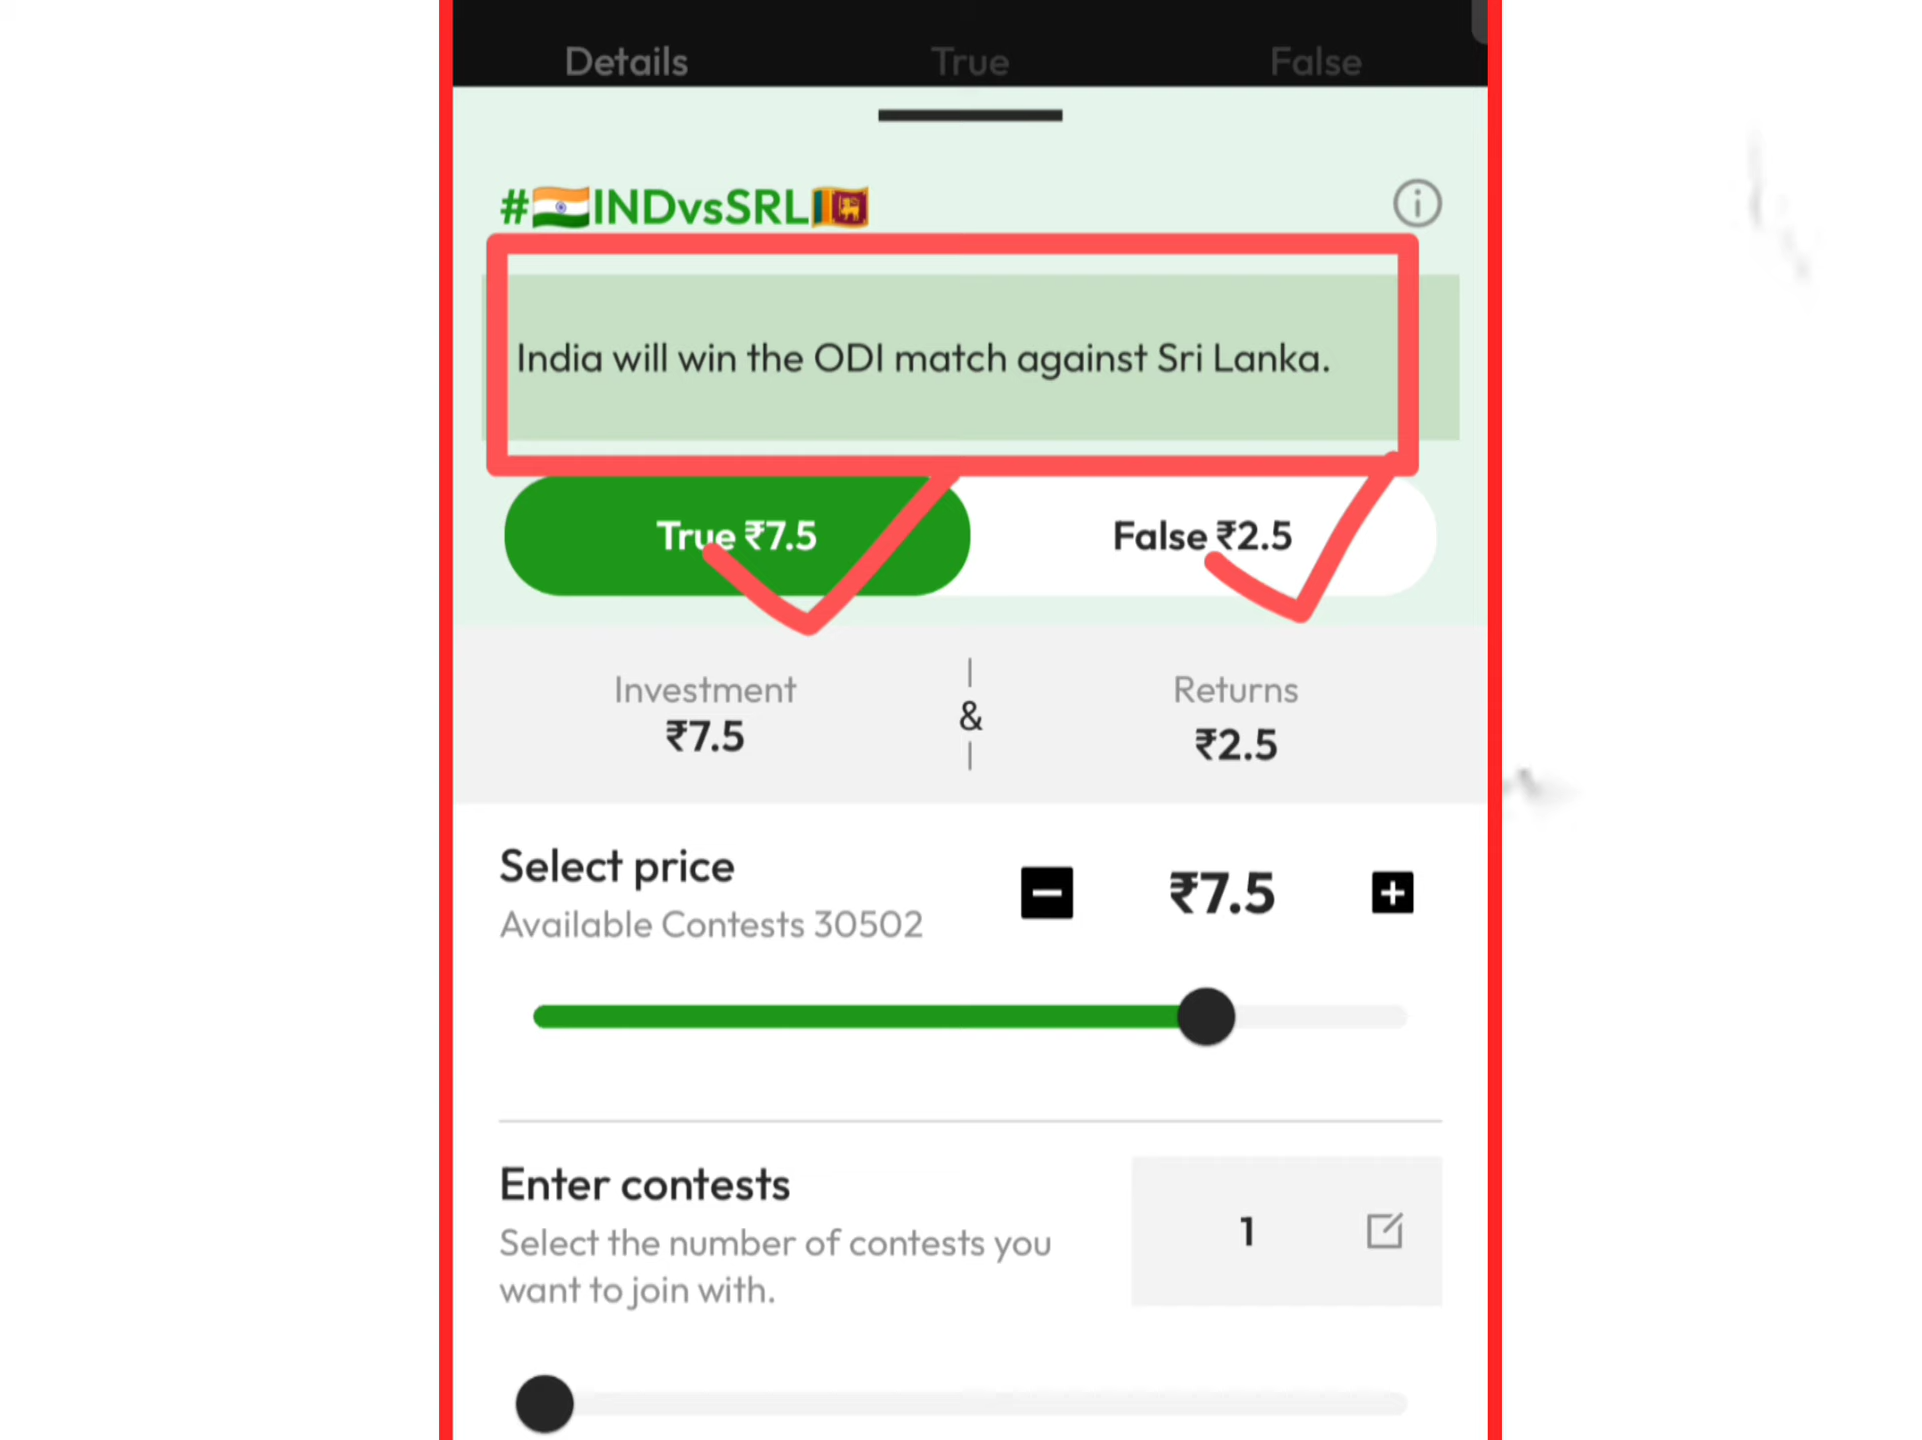 Details True False
#🇮🇳INDvsSRL🇱🇰
India will win the ODI match against Sri Lanka.
True ₹7.5 False ₹2.5
Investment & Returns
₹7.5 ₹2.5
Select price
Available Contests 30502
₹7.5
Enter contests
1
Select the number of contests you
want to join with.